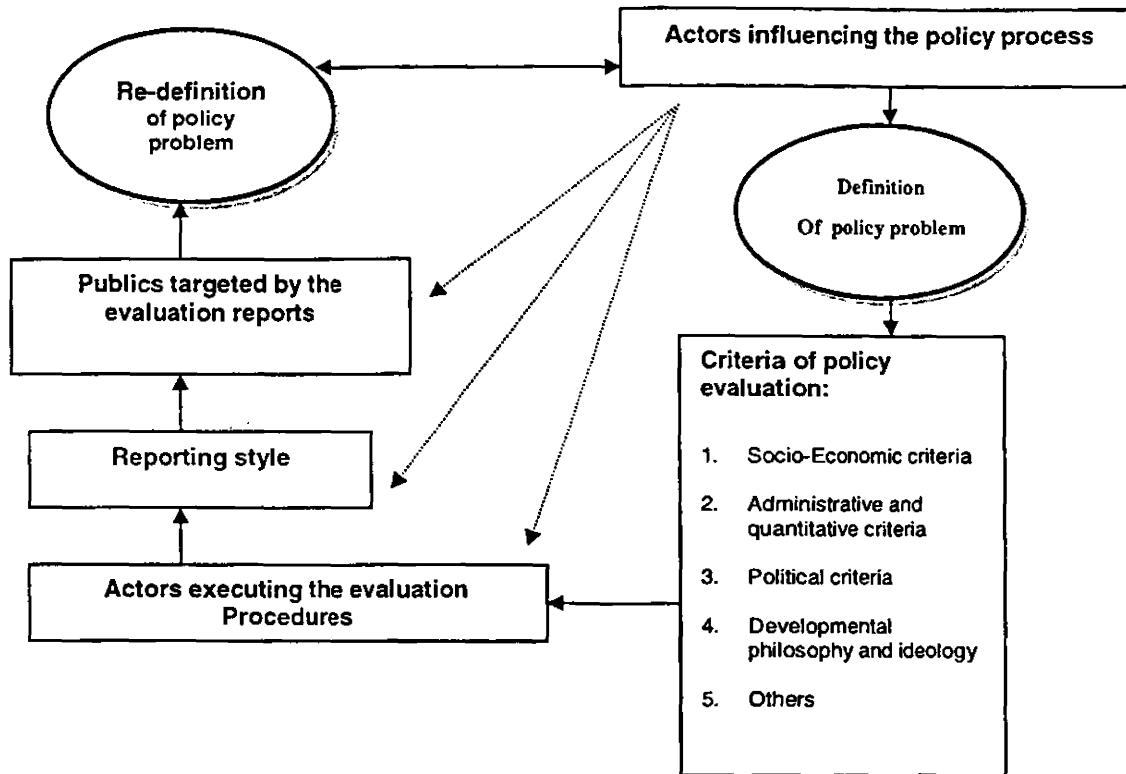 Actors influencing the policy process
Re-definition
of policy
problem
Definition
Of policy problem
Publics targeted by the
evaluation reports
Criteria of policy
evaluation:
1. Socio-Economic criteria
2. Administrative and
quantitative criteria
3. Political criteria
4. Developmental
philosophy and ideology
5. Others
Reporting style
Actors executing the evaluation
Procedures